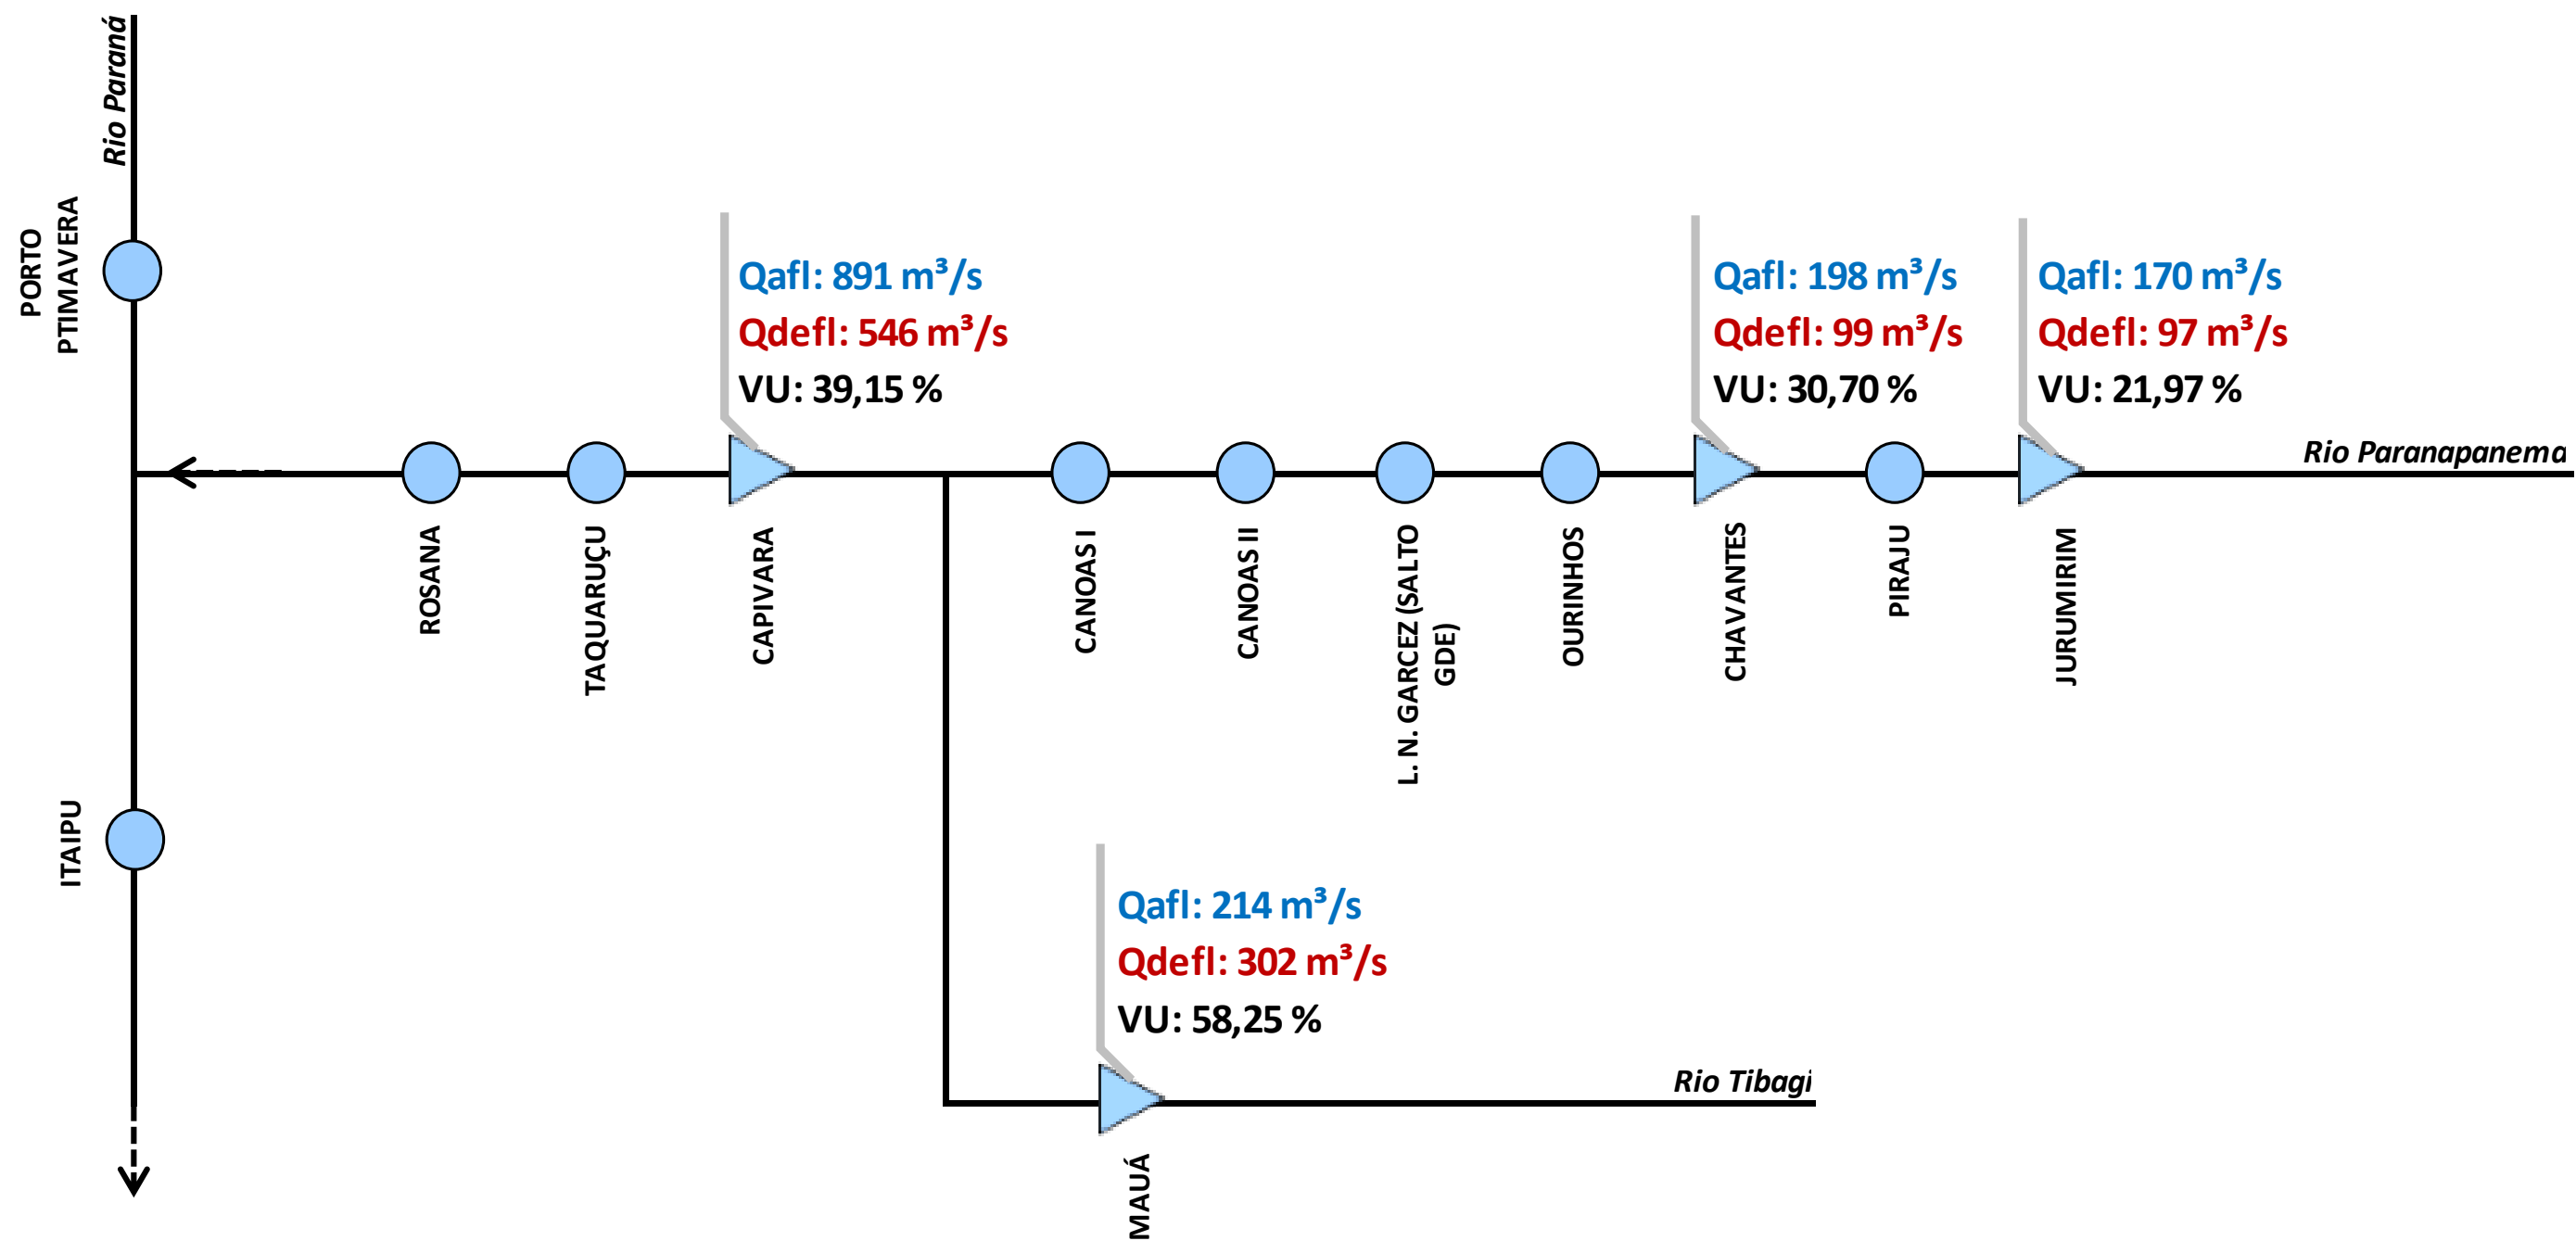 Rio Paraná
PORTO
PTIMAVERA
Qafl: 891 m³/s
Qdefl: 546 m³/s
VU: 39,15 %
Qafl: 198 m³/s
Qdefl: 99 m³/s
VU: 30,70 %
Qafl: 170 m³/s
Qdefl: 97 m³/s
VU: 21,97 %
Rio Paranapanema
ROSANA
TAQUARUÇU
CAPIVARA
CANOAS I
CANOAS II
L. N. GARCEZ (SALTO
GDE)
OURINHOS
CHAVANTES
PIRAJU
JURUMIRIM
ITAIPU
Qafl: 214 m³/s
Qdefl: 302 m³/s
VU: 58,25 %
Rio Tibagi
MAUÁ